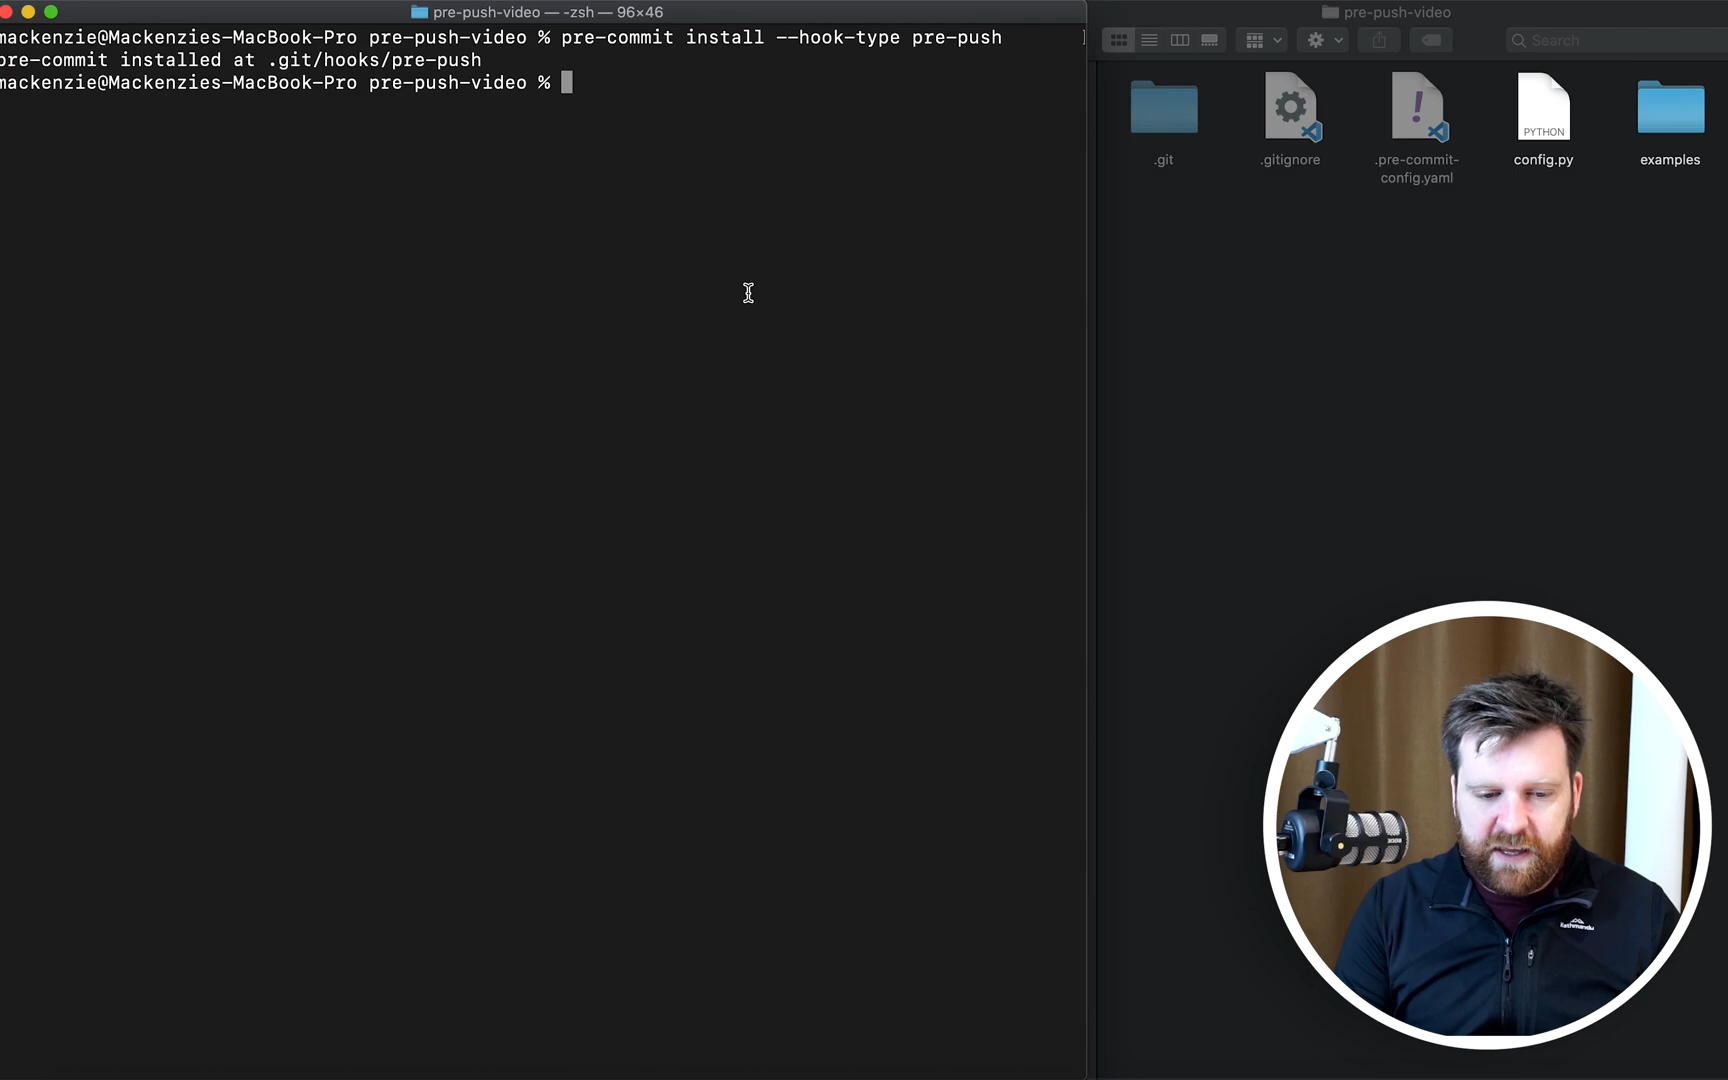 pre-push-video — -zsh — 96×46
mackenzie@Mackenzies-MacBook-Pro pre-push-video % pre-commit install --hook-type pre-push
pre-commit installed at .git/hooks/pre-push
mackenzie@Mackenzies-MacBook-Pro pre-push-video %
pre-push-video
Search
PYTHON
.git
.gitignore
.pre-commit-
config.yaml
config.py
examples
RODE
Kathmandu